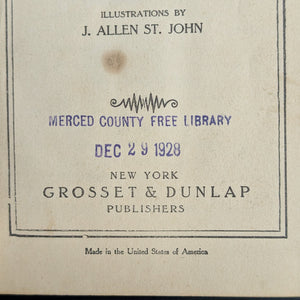 ILLUSTRATIONS BY
J. ALLEN ST. JOHN
MERCED COUNTY FREE LIBRARY
DEC 29 1928
NEW YORK
GROSSET & DUNLAP
PUBLISHERS
Made in the United States of America